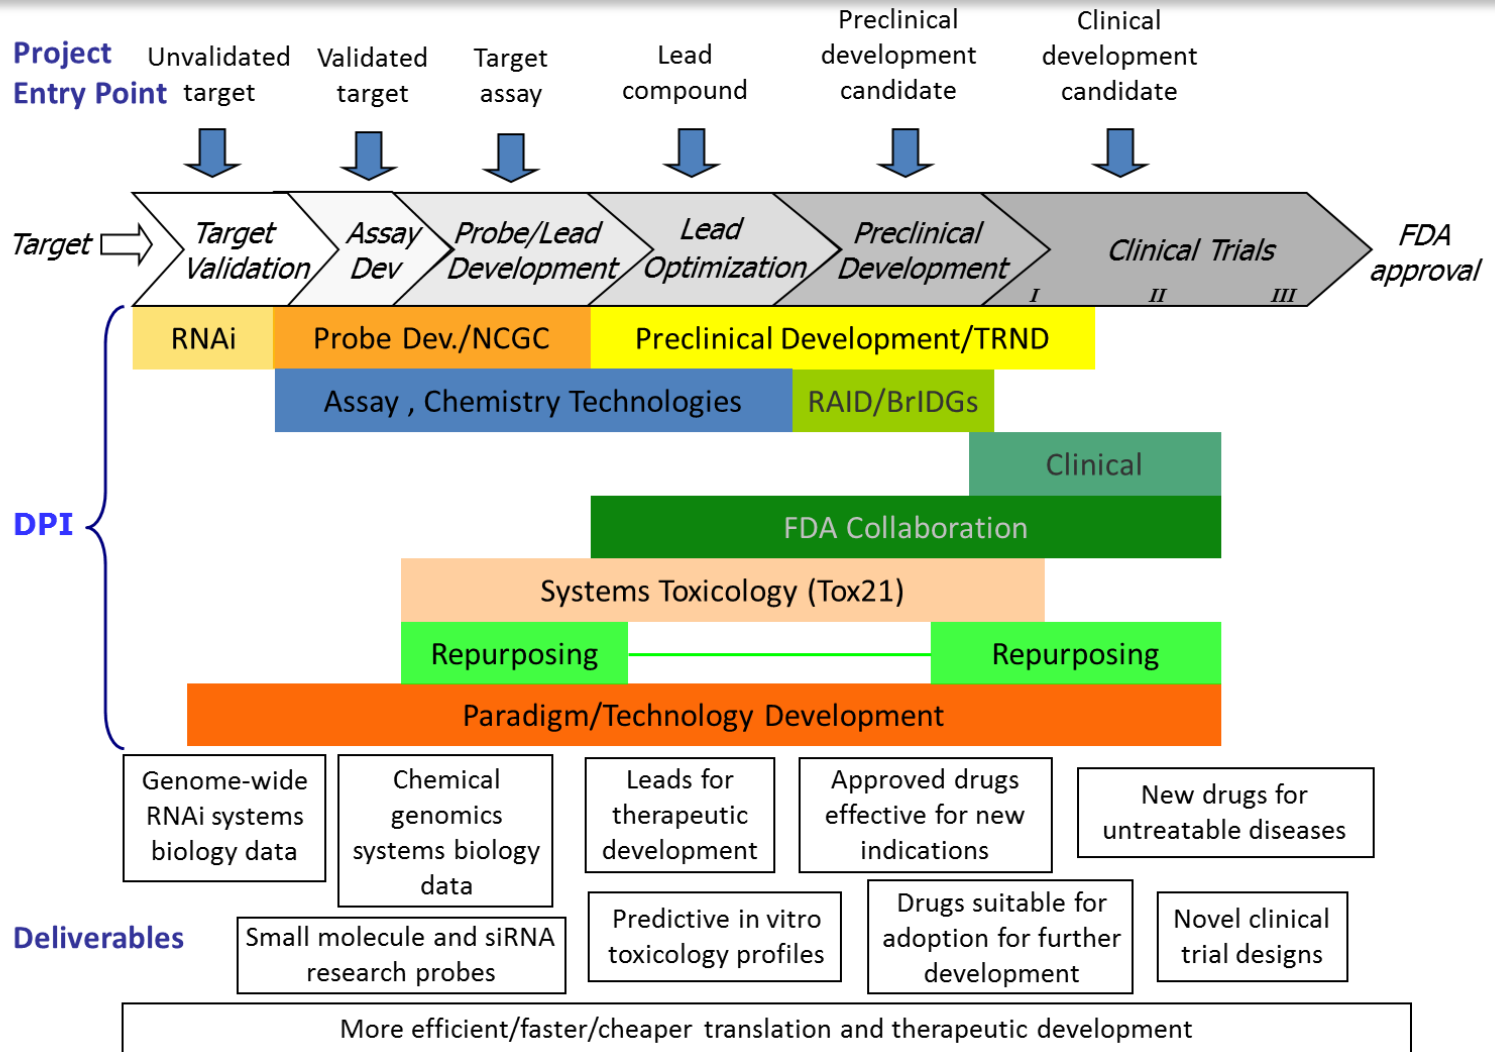 Project
Entry Point
Unvalidated
target
Validated
target
Target
assay
Lead
compound
Preclinical
development
candidate
Clinical
development
candidate
Target
Target
Validation
Assay
Dev
Probe/Lead
Development
Lead
Optimization
Preclinical
Development
Clinical Trials
I
II
III
FDA
approval
DPI
RNAi
Probe Dev./NCGC
Preclinical Development/TRND
Assay , Chemistry Technologies
RAID/BrIDGs
Clinical
FDA Collaboration
Systems Toxicology (Tox21)
Repurposing
Repurposing
Paradigm/Technology Development
Deliverables
Genome-wide
RNAi systems
biology data
Chemical
genomics
systems biology
data
Leads for
therapeutic
development
Approved drugs
effective for new
indications
New drugs for
untreatable diseases
Small molecule and siRNA
research probes
Predictive in vitro
toxicology profiles
Drugs suitable for
adoption for further
development
Novel clinical
trial designs
More efficient/faster/cheaper translation and therapeutic development